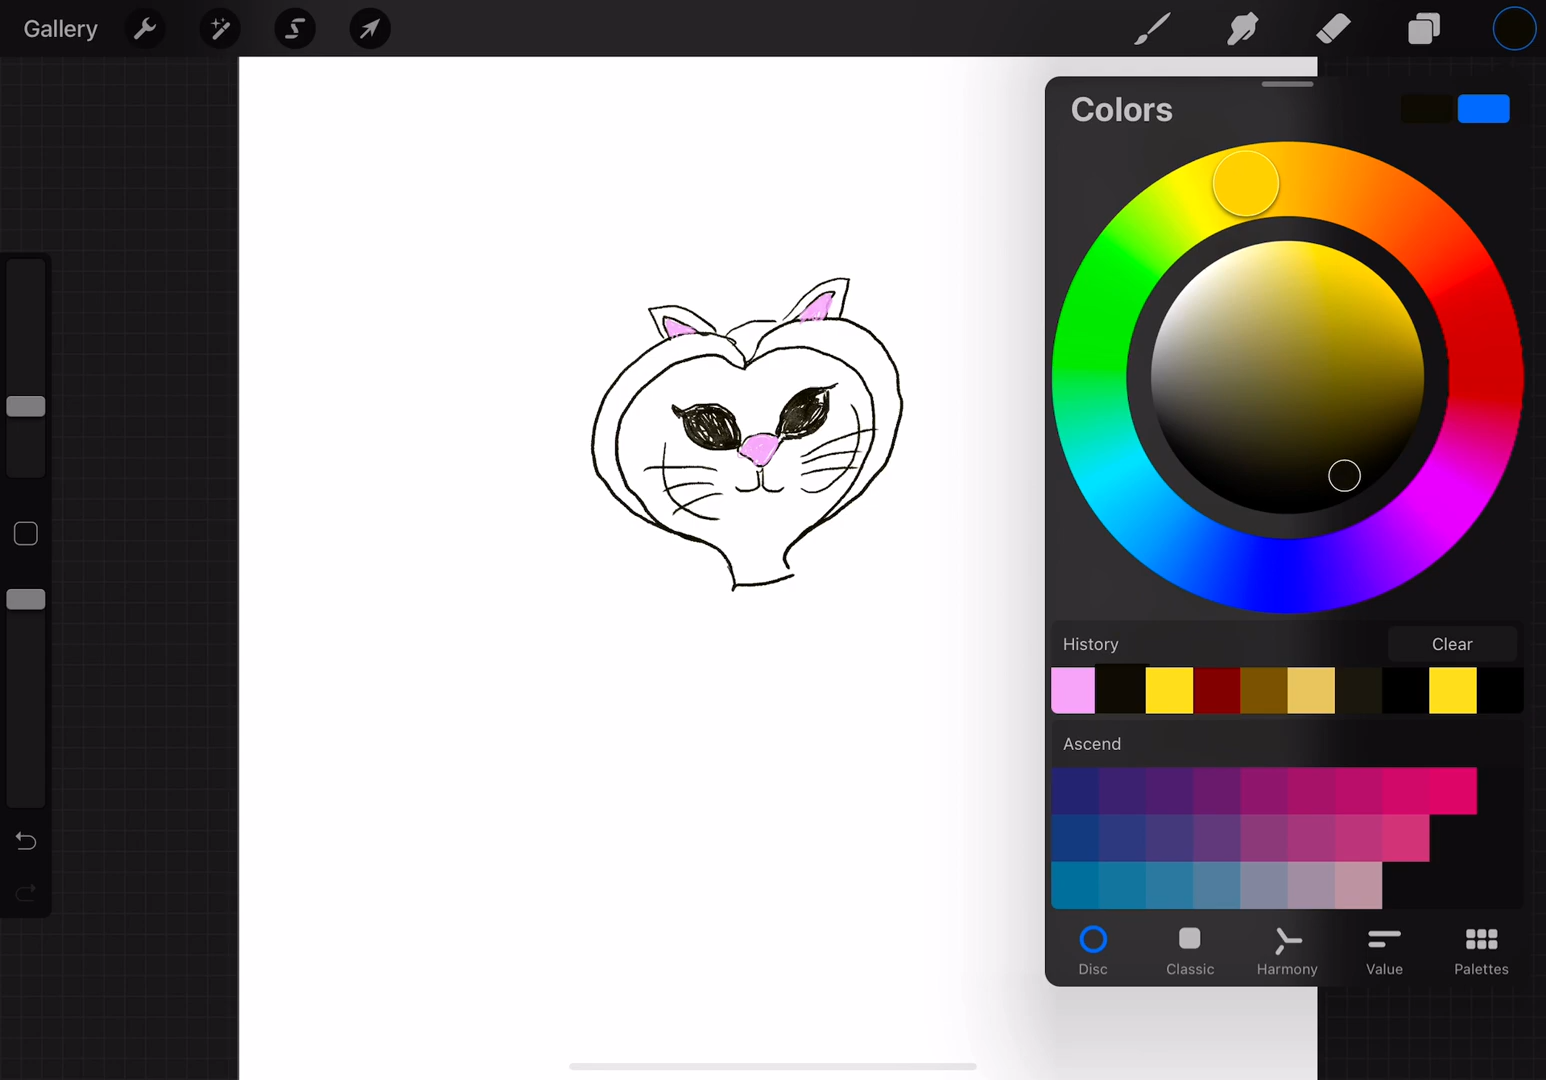 Gallery
Colors
History
Clear
Ascend
Disc
Classic
Harmony
Value
Palettes